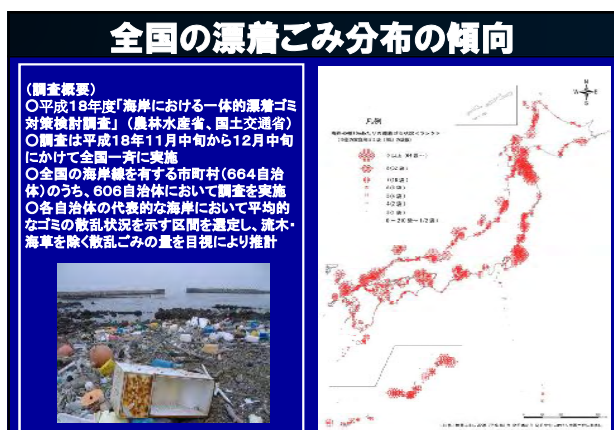 全国の漂着ごみ分布の傾向
（調査概要）
○平成18年度「海岸における一体的漂着ゴミ
対策検討調査」（農林水産省、国土交通省）
○調査は平成18年11月中旬から12月中旬
にかけて全国一斉に実施
○全国の海岸線を有する市町村（664自治
体）のうち、606自治体において調査を実施
○各自治体の代表的な海岸において平均的
なゴミの散乱状況を示す区間を選定し、流木・
海草を除く散乱ごみの量を目視により推計
凡例
N
W
E
S